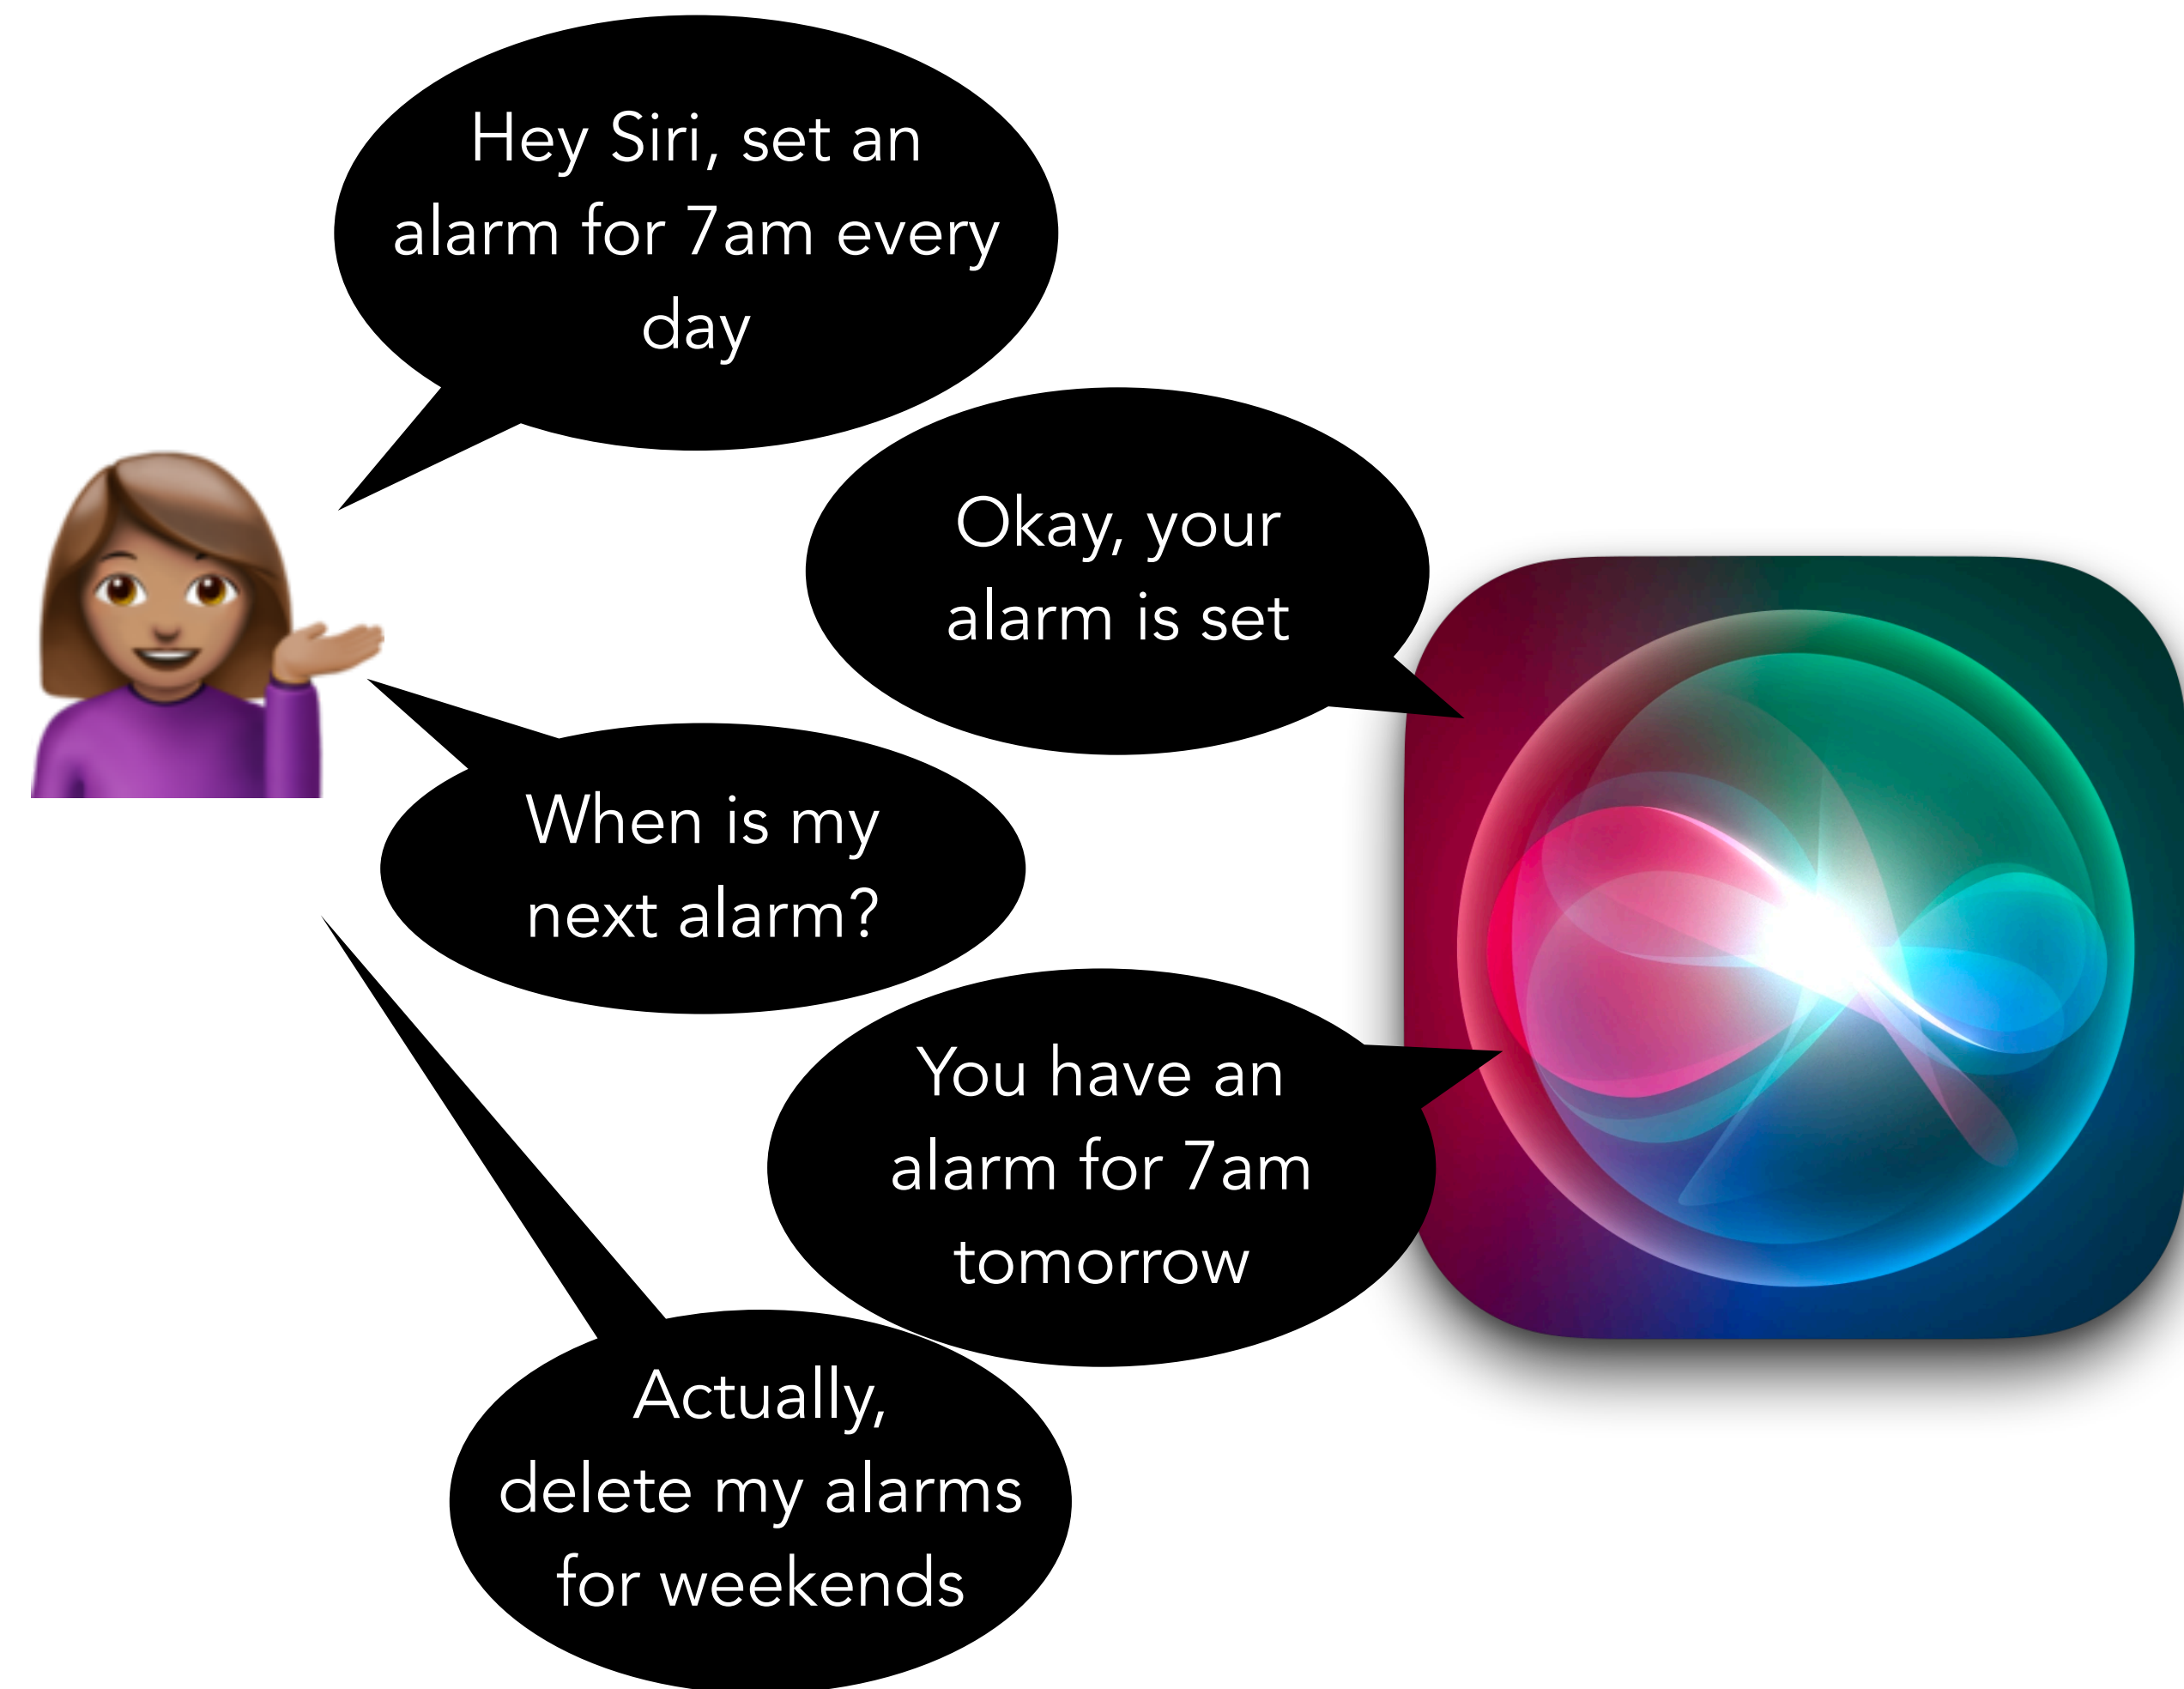 Hey Siri, set an
alarm for 7am every
day
Okay, your
alarm is set
When is my
next alarm?
You have an
alarm for 7am
tomorrow
Actually,
delete my alarms
for weekends